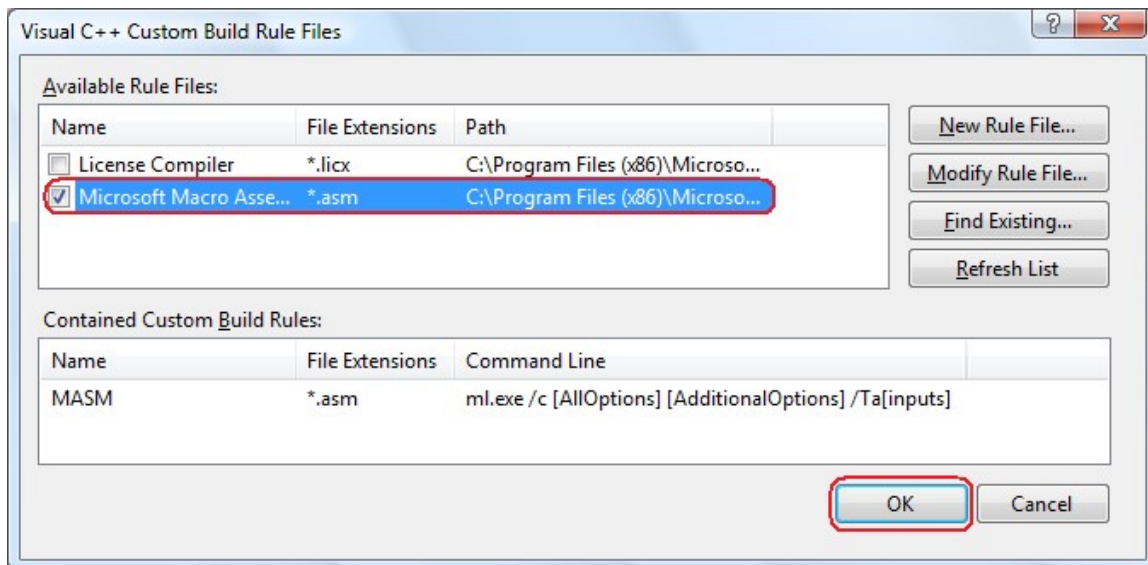 Visual C++ Custom Build Rule Files
Available Rule Files:
Name File Extensions Path
License Compiler *.licx C:\Program Files (x86)\Microso...
Microsoft Macro Asse... *.asm C:\Program Files (x86)\Microso...
New Rule File...
Modify Rule File...
Find Existing...
Refresh List
Contained Custom Build Rules:
Name File Extensions Command Line
MASM *.asm ml.exe /c [AllOptions] [AdditionalOptions] /Ta[inputs]
OK Cancel